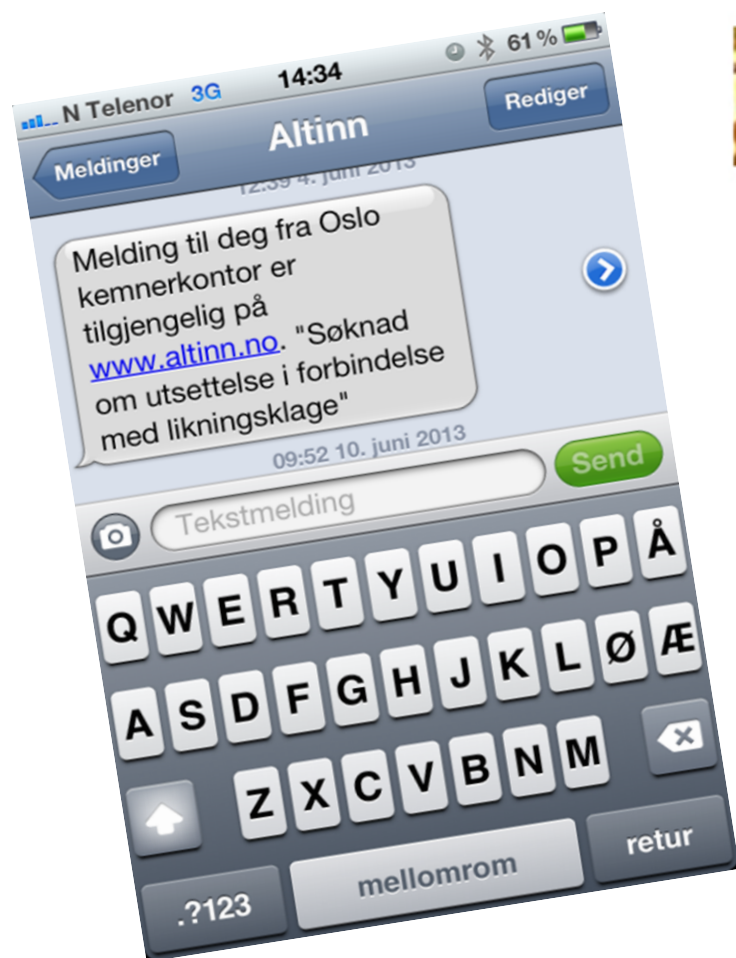 N Telenor 3G 14:34 61 %
Meldinger Altinn Rediger
12:39 4. juni 2013
Melding til deg fra Oslo
kemnerkontor er
tilgjengelig på
www.altinn.no. "Søknad
om utsettelse i forbindelse
med likningsklage"
09:52 10. juni 2013
Tekstmelding Send
Q W E R T Y U I O P Å
A S D F G H J K L Ø Æ
Z X C V B N M
.?123 mellomrom retur